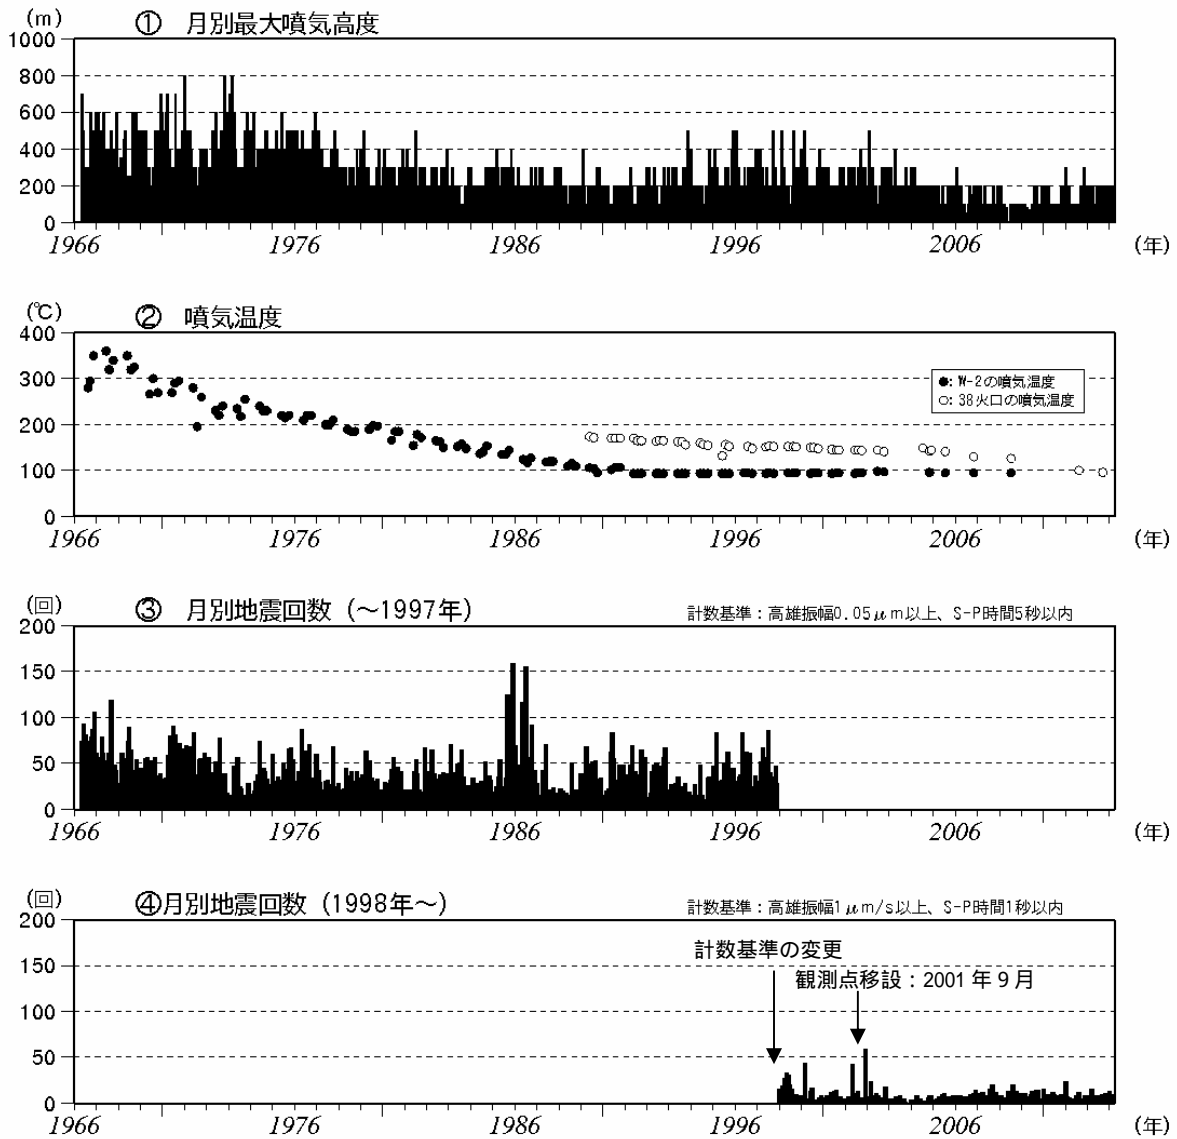 (m) ① 月別最大噴気高度
1000
800
600
400
200
0
1966 1976 1986 1996 2006 (年)
(℃) ② 噴気温度
400
300
200
100
0
●: W-2の噴気温度
○: 38火口の噴気温度
1966 1976 1986 1996 2006 (年)
(回) ③ 月別地震回数（～1997年） 計数基準：高雄振幅0.05μm以上、S-P時間5秒以内
200
150
100
50
0
1966 1976 1986 1996 2006 (年)
(回) ④月別地震回数（1998年～） 計数基準：高雄振幅1μm/s以上、S-P時間1秒以内
200
150
100
50
0
計数基準の変更
観測点移設：2001年9月
1966 1976 1986 1996 2006 (年)